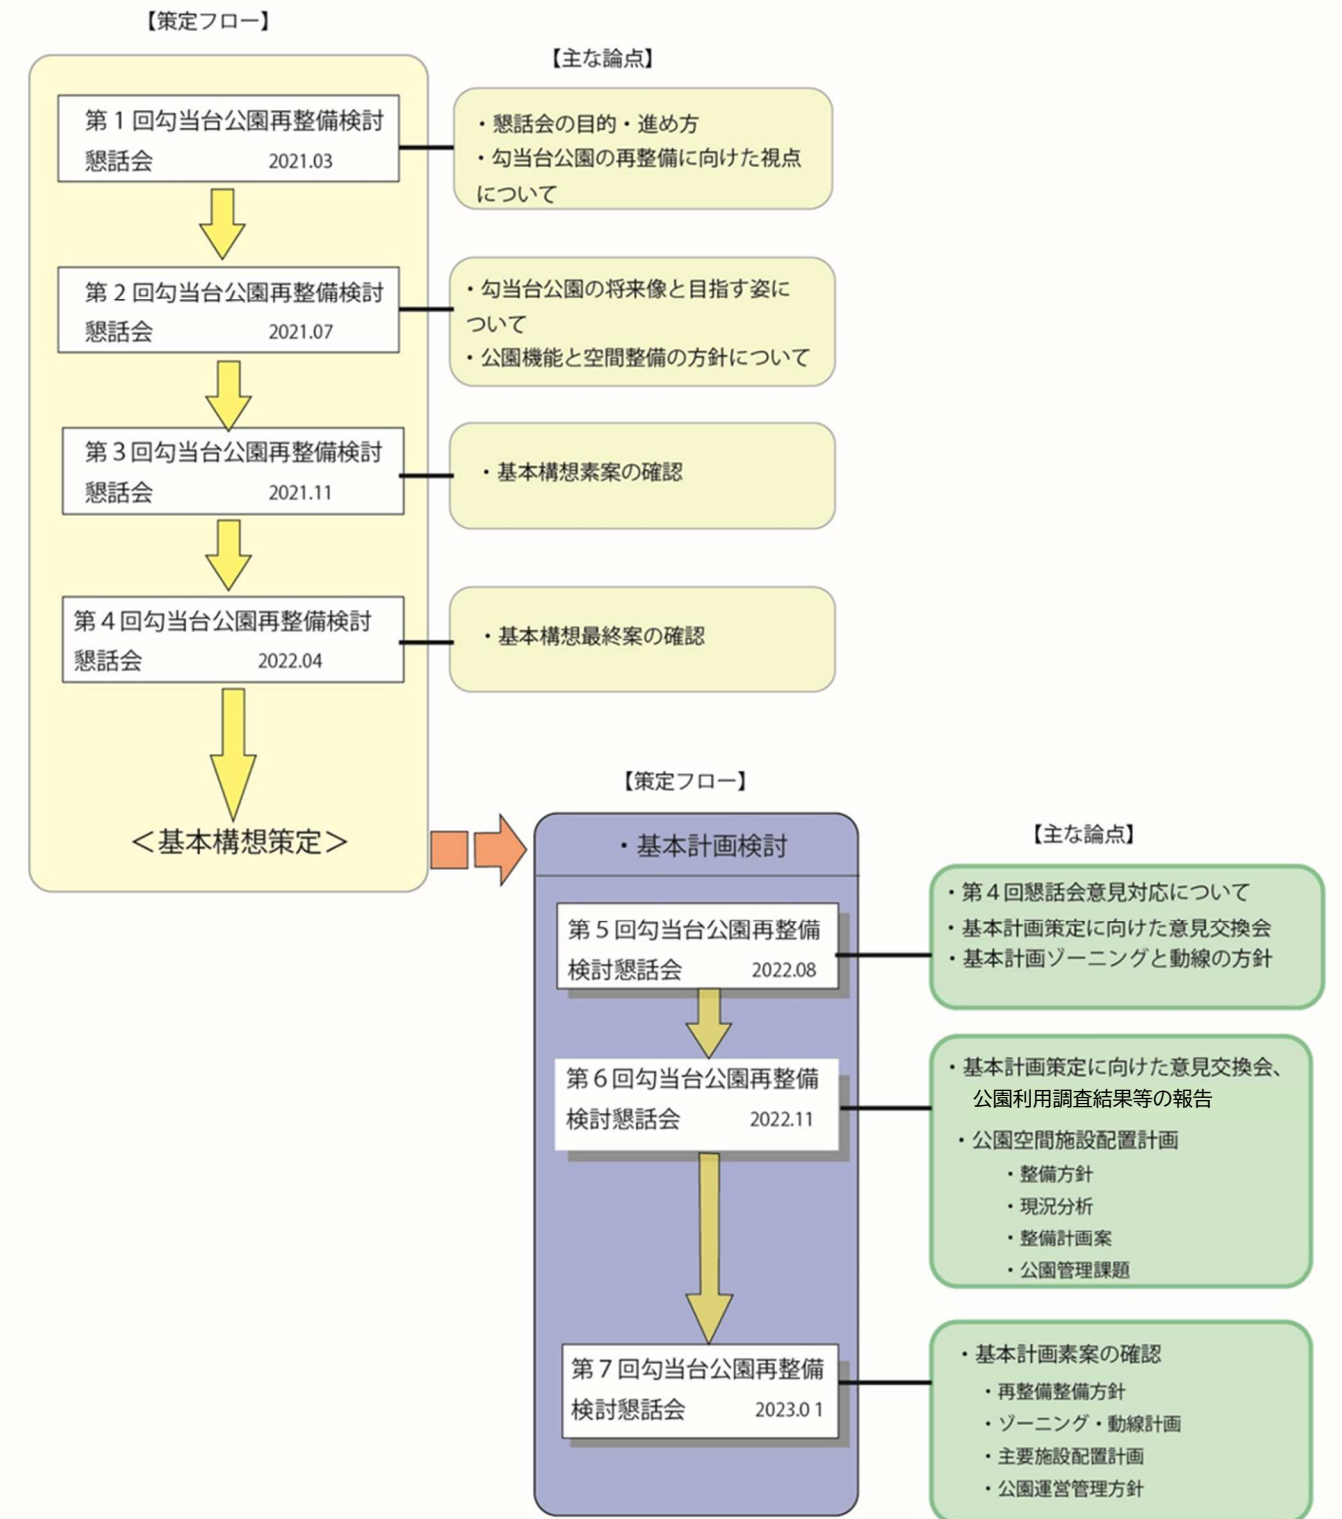 【策定フロー】
【主な論点】
第１回勾当台公園再整備検討
懇話会 2021.03
・懇話会の目的・進め方
・勾当台公園の再整備に向けた視点
について
第２回勾当台公園再整備検討
懇話会 2021.07
・勾当台公園の将来像と目指す姿に
ついて
・公園機能と空間整備の方針について
第３回勾当台公園再整備検討
懇話会 2021.11
・基本構想素案の確認
第４回勾当台公園再整備検討
懇話会 2022.04
・基本構想最終案の確認
＜基本構想策定＞
【策定フロー】
・基本計画検討
【主な論点】
第５回勾当台公園再整備
検討懇話会 2022.08
・第４回懇話会意見対応について
・基本計画策定に向けた意見交換会
・基本計画ゾーニングと動線の方針
第６回勾当台公園再整備
検討懇話会 2022.11
・基本計画策定に向けた意見交換会、
公園利用調査結果等の報告
・公園空間施設配置計画
・整備方針
・現況分析
・整備計画案
・公園管理課題
第７回勾当台公園再整備
検討懇話会 2023.0 1
・基本計画素案の確認
・再整備整備方針
・ゾーニング・動線計画
・主要施設配置計画
・公園運営管理方針